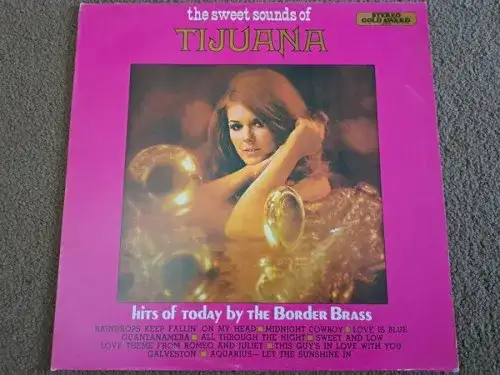 the sweet sounds of
TIJUANA
STEREO
GOLD AWARD
hits of today by the Border Brass
RAINDROPS KEEP FALLIN' ON MY HEAD ■ MIDNIGHT COWBOY ■ LOVE IS BLUE
GUANTANAMERA ■ ALL THROUGH THE NIGHT ■ SWEET AND LOW
LOVE THEME FROM ROMEO AND JULIET ■ THIS GUY'S IN LOVE WITH YOU
GALVESTON ■ AQUARIUS — LET THE SUNSHINE IN